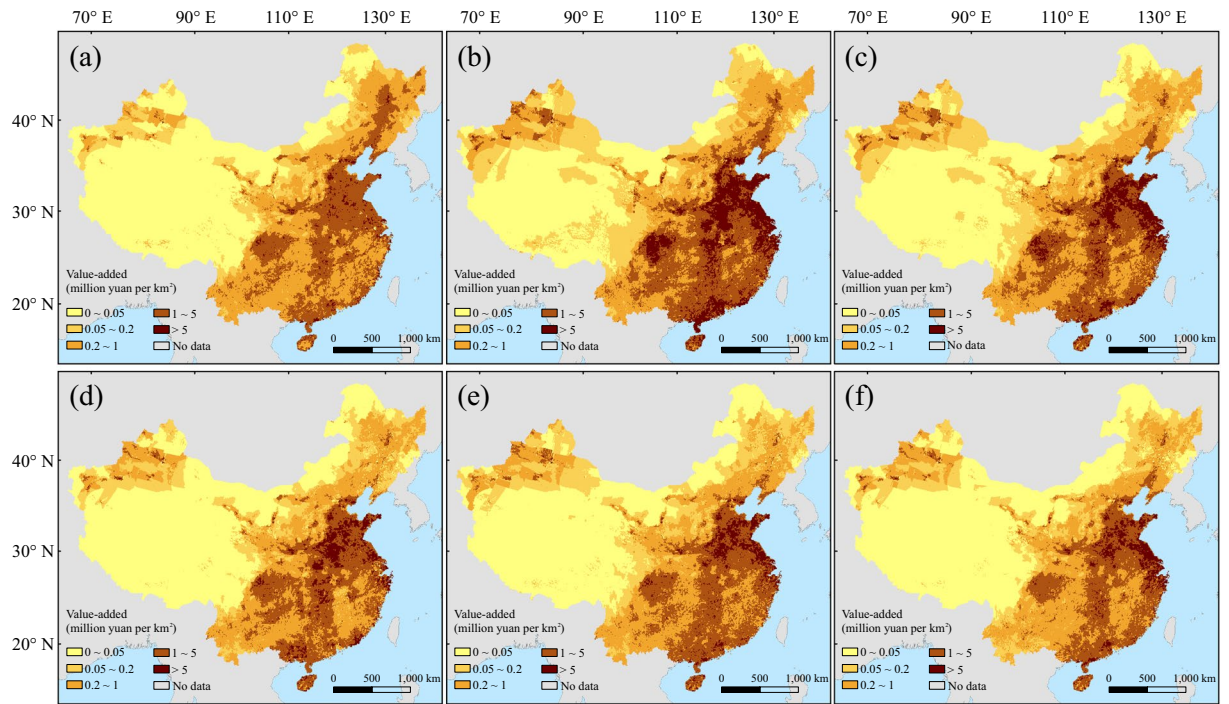 70° E 90° E 110° E 130° E 70° E 90° E 110° E 130° E 70° E 90° E 110° E 130° E
(a) (b) (c)
40° N
30° N
20° N
Value-added
(million yuan per km²)
0 ~ 0.05 1 ~ 5
0.05 ~ 0.2 > 5
0.2 ~ 1 No data
0 500 1,000 km
Value-added
(million yuan per km²)
0 ~ 0.05 1 ~ 5
0.05 ~ 0.2 > 5
0.2 ~ 1 No data
0 500 1,000 km
Value-added
(million yuan per km²)
0 ~ 0.05 1 ~ 5
0.05 ~ 0.2 > 5
0.2 ~ 1 No data
0 500 1,000 km
(d) (e) (f)
40° N
30° N
20° N
Value-added
(million yuan per km²)
0 ~ 0.05 1 ~ 5
0.05 ~ 0.2 > 5
0.2 ~ 1 No data
0 500 1,000 km
Value-added
(million yuan per km²)
0 ~ 0.05 1 ~ 5
0.05 ~ 0.2 > 5
0.2 ~ 1 No data
0 500 1,000 km
Value-added
(million yuan per km²)
0 ~ 0.05 1 ~ 5
0.05 ~ 0.2 > 5
0.2 ~ 1 No data
0 500 1,000 km